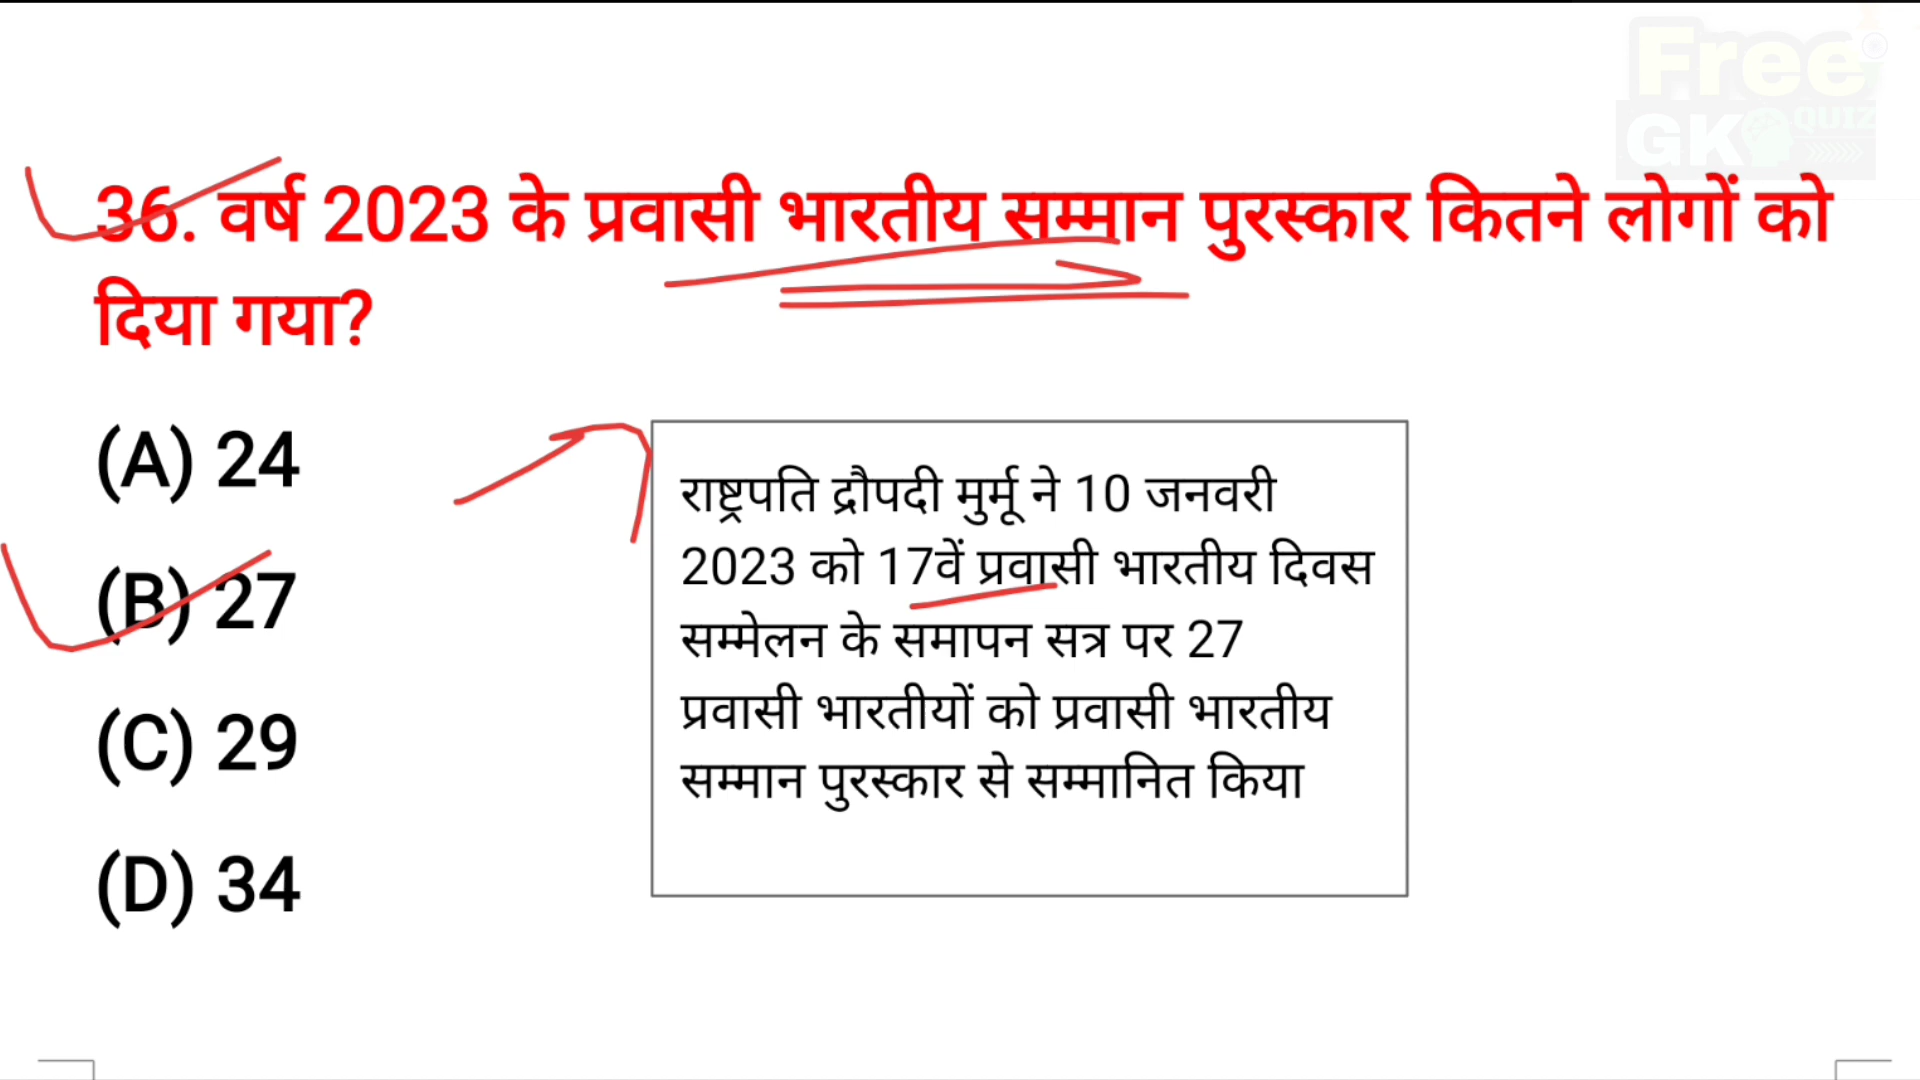 Free
GK QUIZ
36. वर्ष 2023 के प्रवासी भारतीय सम्मान पुरस्कार कितने लोगों को
दिया गया?
(A) 24
(B) 27
(C) 29
(D) 34
राष्ट्रपति द्रौपदी मुर्मू ने 10 जनवरी
2023 को 17वें प्रवासी भारतीय दिवस
सम्मेलन के समापन सत्र पर 27
प्रवासी भारतीयों को प्रवासी भारतीय
सम्मान पुरस्कार से सम्मानित किया